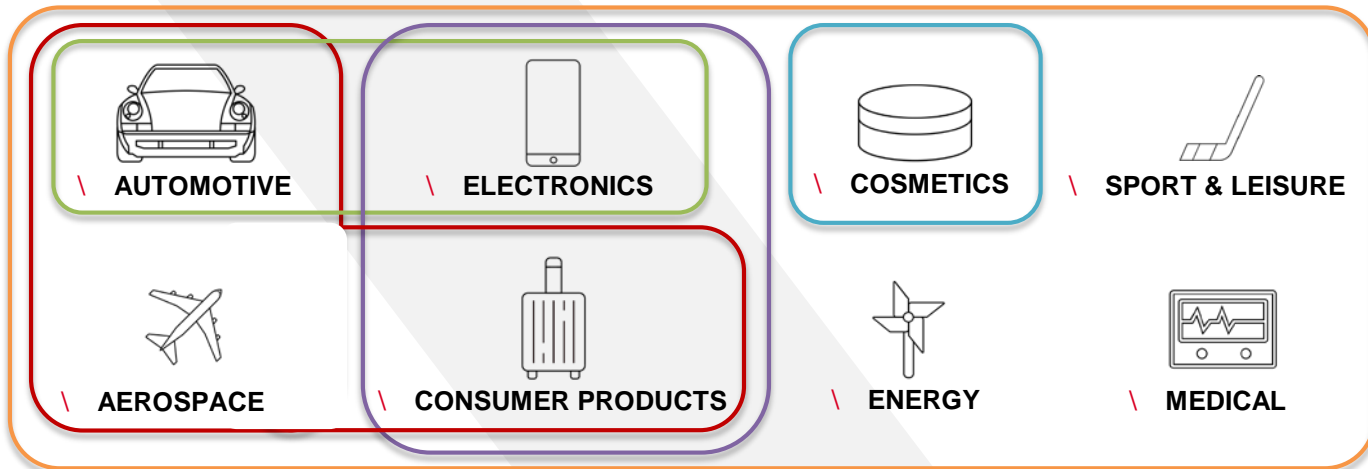 \ AUTOMOTIVE \ ELECTRONICS \ COSMETICS \ SPORT & LEISURE
\ AEROSPACE \ CONSUMER PRODUCTS \ ENERGY \ MEDICAL